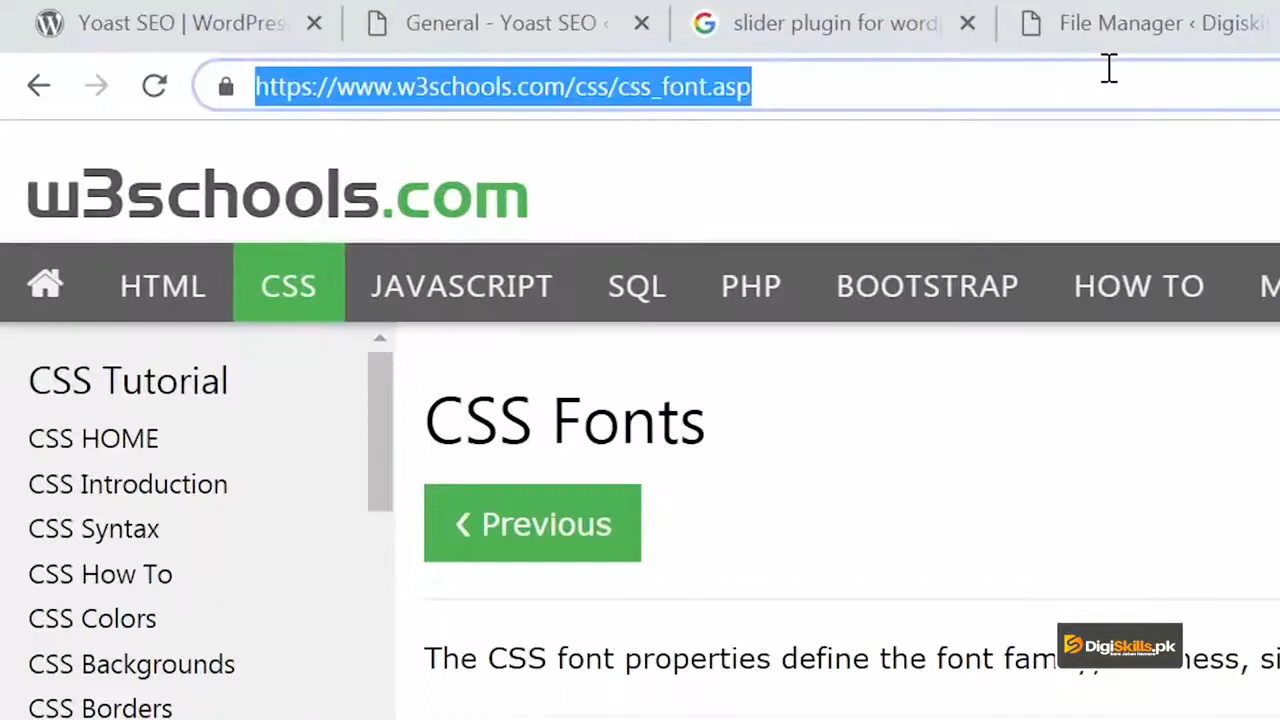 Yoast SEO | WordPres
General - Yoast SEO ‹
slider plugin for word
File Manager ‹ Digiski
https://www.w3schools.com/css/css_font.asp
w3schools.com
HTML CSS JAVASCRIPT SQL PHP BOOTSTRAP HOW TO M
CSS Tutorial
CSS HOME
CSS Introduction
CSS Syntax
CSS How To
CSS Colors
CSS Backgrounds
CSS Borders
CSS Fonts
‹ Previous
The CSS font properties define the font
DigiSkills.pk